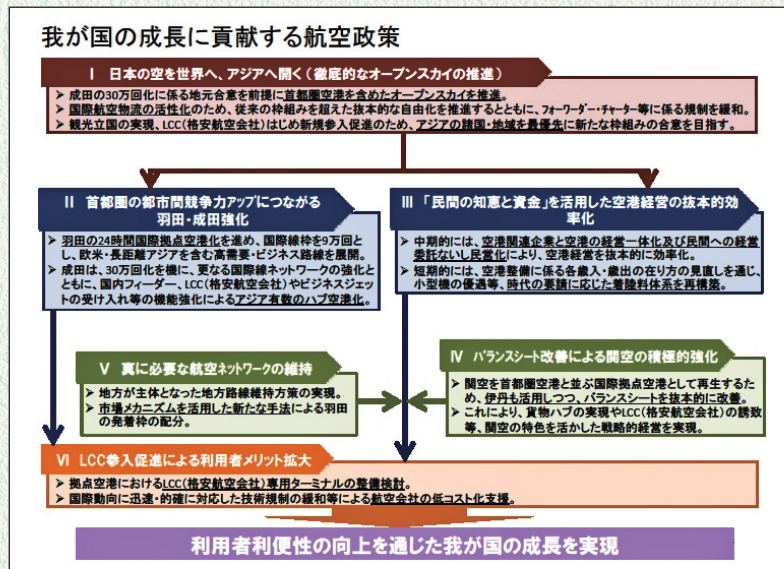 我が国の成長に貢献する航空政策
Ⅰ 日本の空を世界へ、アジアへ開く（徹底的なオープンスカイの推進）
➢ 成田の30万回化に係る地元合意を前提に首都圏空港を含めたオープンスカイを推進。
➢ 国際航空物流の活性化のため、従来の枠組みを超えた抜本的な自由化を推進するとともに、フォーワーダー・チャーター等に係る規制を緩和。
➢ 観光立国の実現、LCC（格安航空会社）はじめ新規参入促進のため、アジアの諸国・地域を最優先に新たな枠組みの合意を目指す。
Ⅱ 首都圏の都市間競争力アップにつながる
羽田・成田強化
➢ 羽田の24時間国際拠点空港化を進め、国際線枠を9万回と
し、欧米・長距離アジアを含む高需要・ビジネス路線を展開。
➢ 成田は、30万回化を機に、更なる国際線ネットワークの強化と
ともに、国内フィーダー、LCC（格安航空会社）やビジネスジェッ
トの受け入れ等の機能強化によるアジア有数のハブ空港化。
Ⅲ 「民間の知恵と資金」を活用した空港経営の抜本的効
率化
➢ 中期的には、空港関連企業と空港の経営一体化及び民間への経営
委託ないし民営化により、空港経営を抜本的に効率化。
➢ 短期的には、空港整備に係る各歳入・歳出の在り方の見直しを通じ、
小型機の優遇等、時代の要請に応じた着陸料体系を再構築。
Ⅴ 真に必要な航空ネットワークの維持
➢ 地方が主体となった地方路線維持方策の実現。
➢ 市場メカニズムを活用した新たな手法による羽田
の発着枠の配分。
Ⅳ バランスシート改善による関空の積極的強化
➢ 関空を首都圏空港と並ぶ国際拠点空港として再生するた
め、伊丹も活用しつつ、バランスシートを抜本的に改善。
➢ これにより、貨物ハブの実現やLCC（格安航空会社）の誘致
等、関空の特色を活かした戦略的経営を実現。
Ⅵ LCC参入促進による利用者メリット拡大
➢ 拠点空港におけるLCC（格安航空会社）専用ターミナルの整備検討。
➢ 国際動向に迅速・的確に対応した技術規制の緩和等による航空会社の低コスト化支援。
利用者利便性の向上を通じた我が国の成長を実現